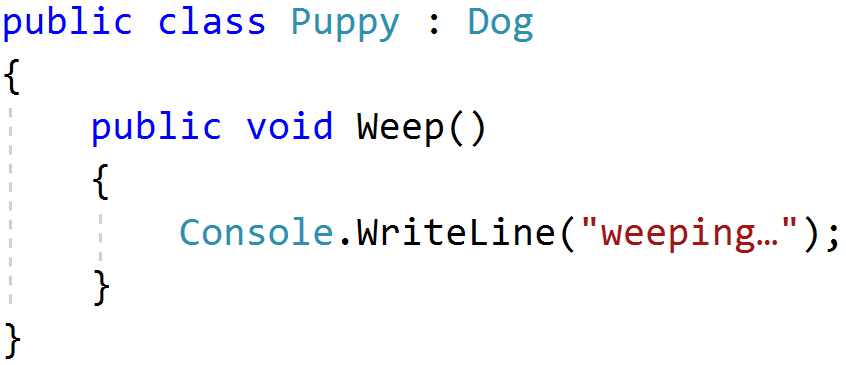 public class Puppy : Dog
{
    public void Weep()
    {
        Console.WriteLine("weeping…");
    }
}